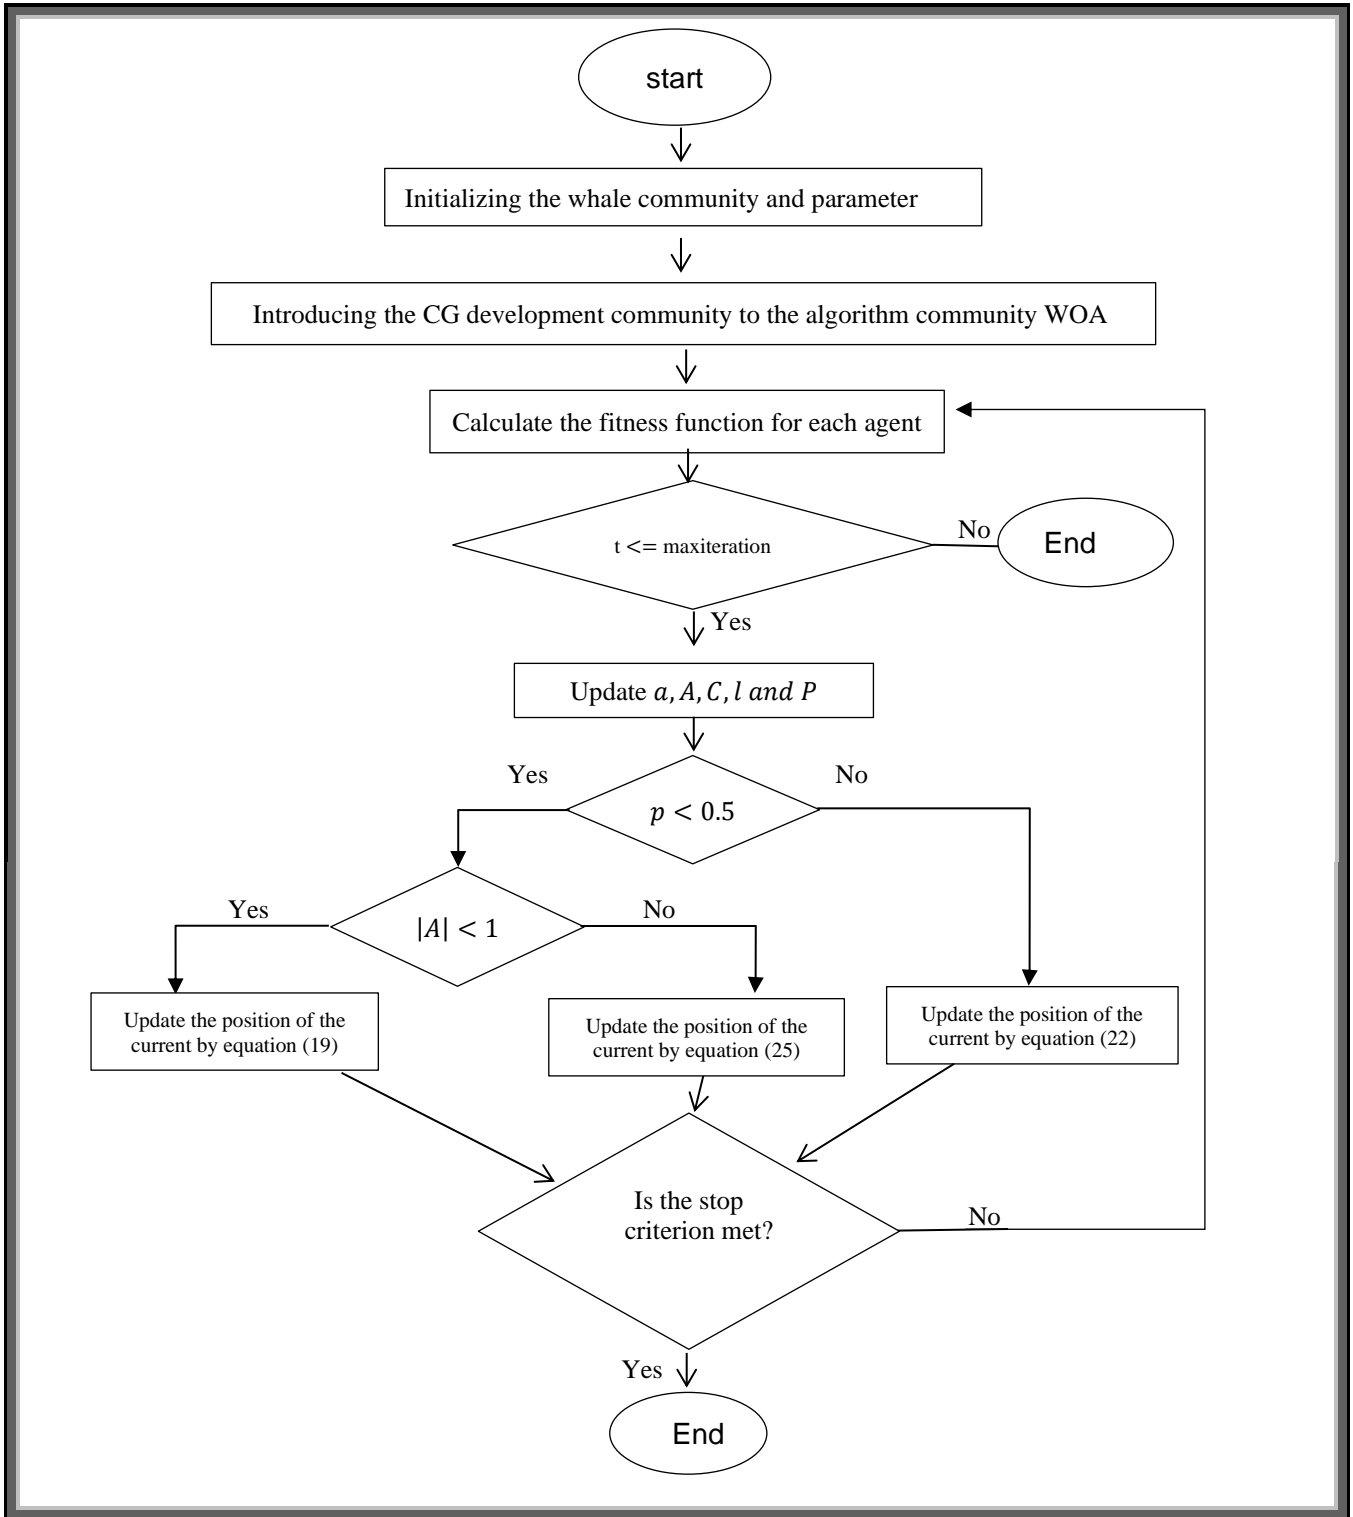 start
Initializing the whale community and parameter
Introducing the CG development community to the algorithm community WOA
Calculate the fitness function for each agent
t <= maxiteration
No
End
Yes
Update a, A, C, l and P
Yes
No
p < 0.5
Yes
No
|A| < 1
Update the position of the
current by equation (19)
Update the position of the
current by equation (25)
Update the position of the
current by equation (22)
Is the stop
criterion met?
No
Yes
End